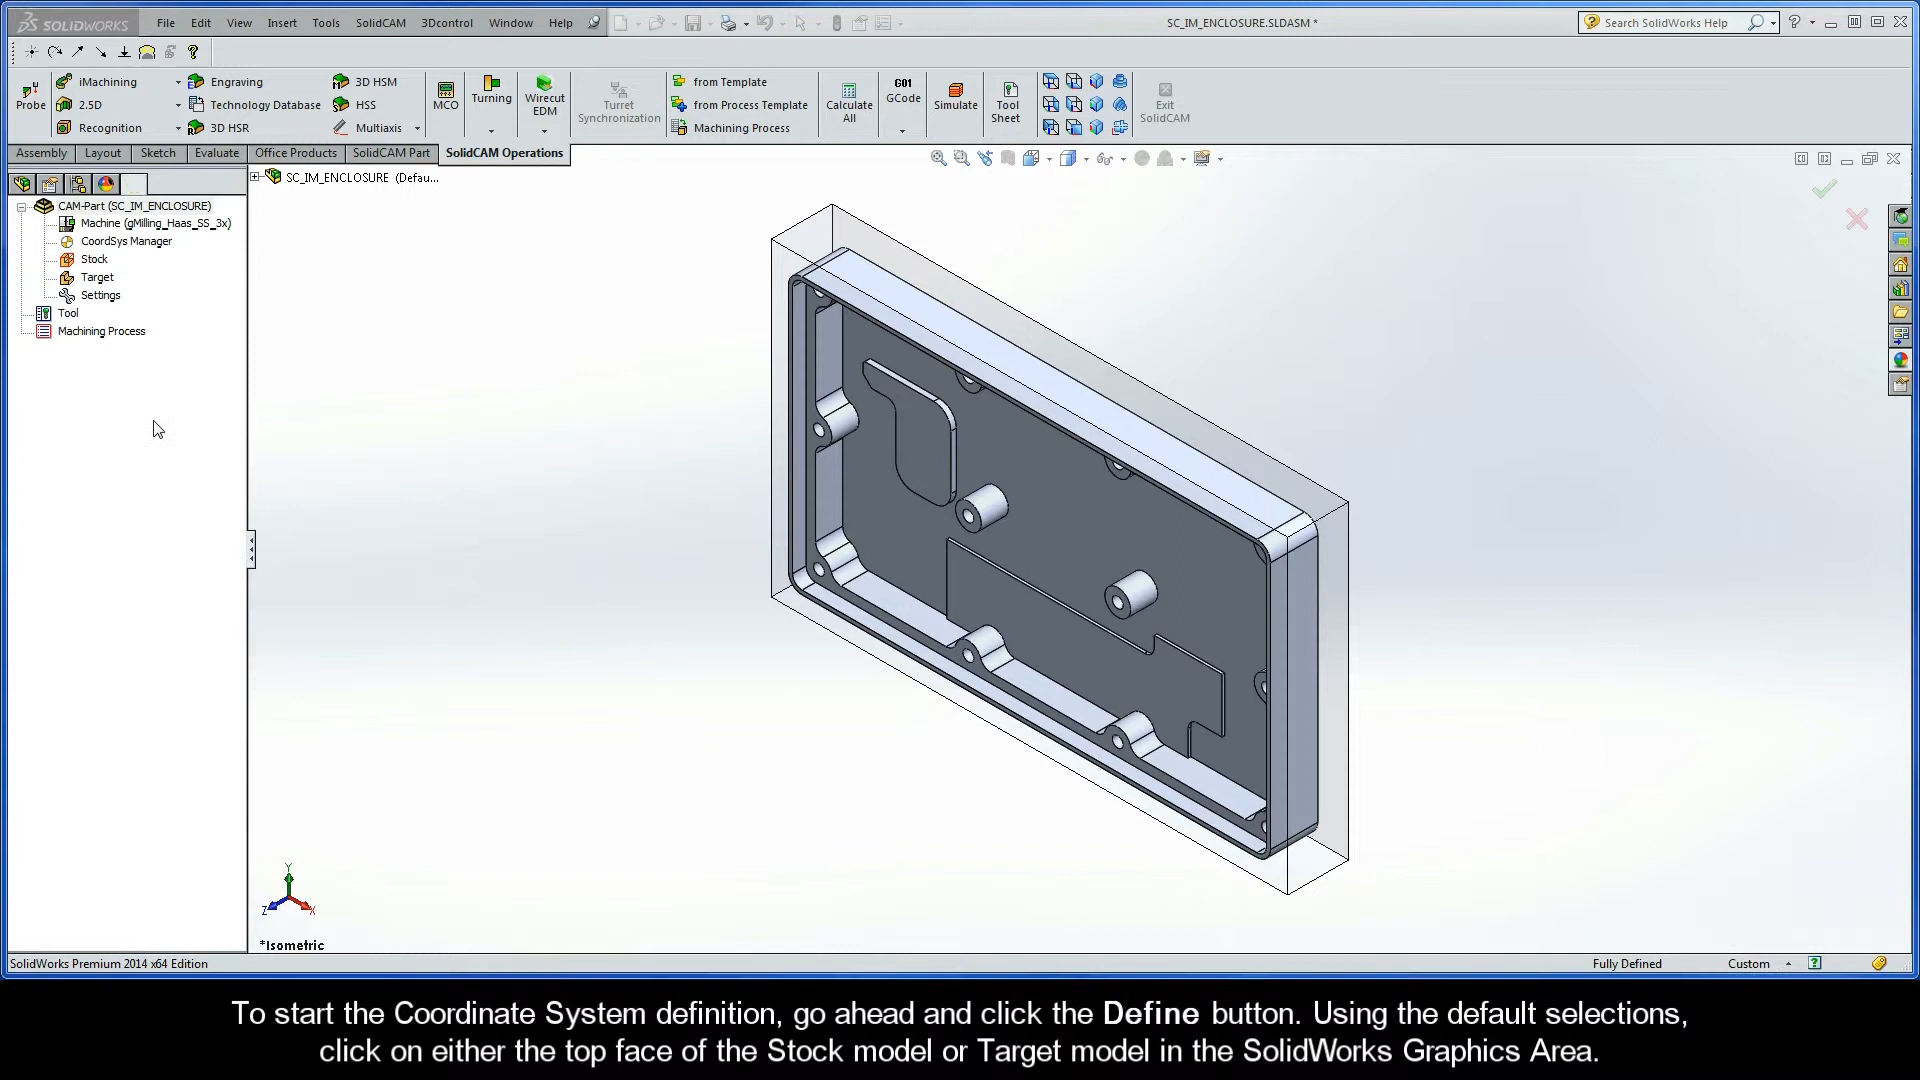 SOLIDWORKS File Edit View Insert Tools SolidCAM 3Dcontrol Window Help SC_IM_ENCLOSURE.SLDASM * Search SolidWorks Help
Probe iMachining Engraving 3D HSM MCO Turning Wirecut EDM Turret Synchronization from Template Calculate All G01 GCode Simulate Tool Sheet Exit SolidCAM
2.5D Technology Database HSS from Process Template
Recognition 3D HSR Multiaxis Machining Process
Assembly Layout Sketch Evaluate Office Products SolidCAM Part SolidCAM Operations
SC_IM_ENCLOSURE (Defau...
CAM-Part (SC_IM_ENCLOSURE)
Machine (gMilling_Haas_SS_3x)
CoordSys Manager
Stock
Target
Settings
Tool
Machining Process
Y
Z X
*Isometric
SolidWorks Premium 2014 x64 Edition Fully Defined Custom
To start the Coordinate System definition, go ahead and click the Define button. Using the default selections,
click on either the top face of the Stock model or Target model in the SolidWorks Graphics Area.